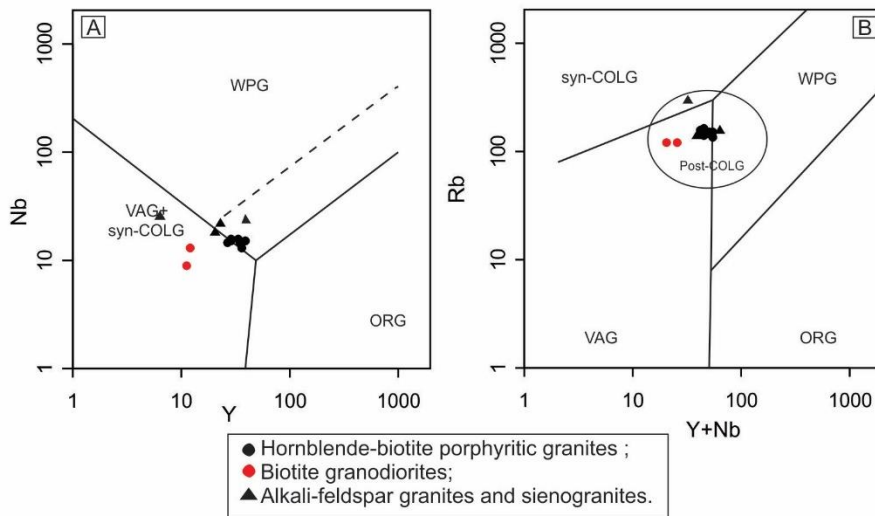 A
1000
100
10
1
Nb
WPG
VAG+
syn-COLG
ORG
1
10
100
1000
Y
B
1000
100
10
1
Rb
syn-COLG
WPG
Post-COLG
VAG
ORG
1
10
100
1000
Y+Nb
Hornblende-biotite porphyritic granites ;
Biotite granodiorites;
Alkali-feldspar granites and sienogranites.